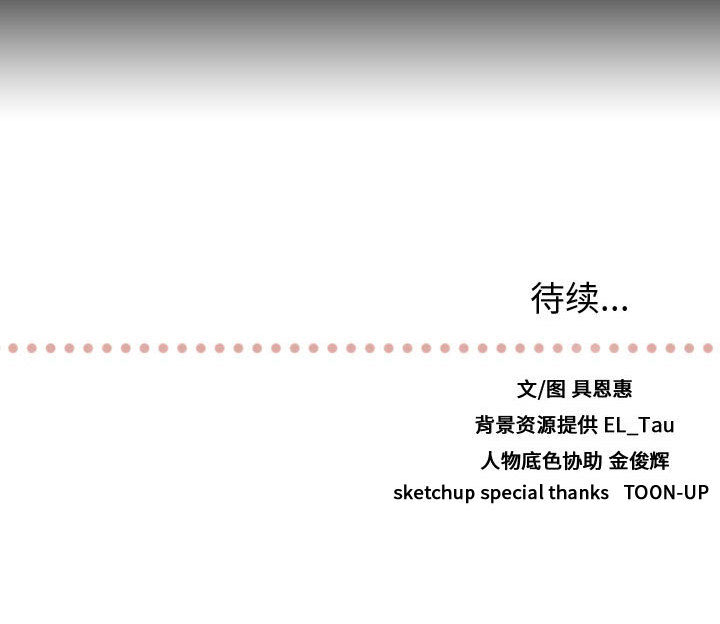 待续...
文/图 具恩惠
背景资源提供 EL_Tau
人物底色协助 金俊辉
sketchup special thanks TOON-UP